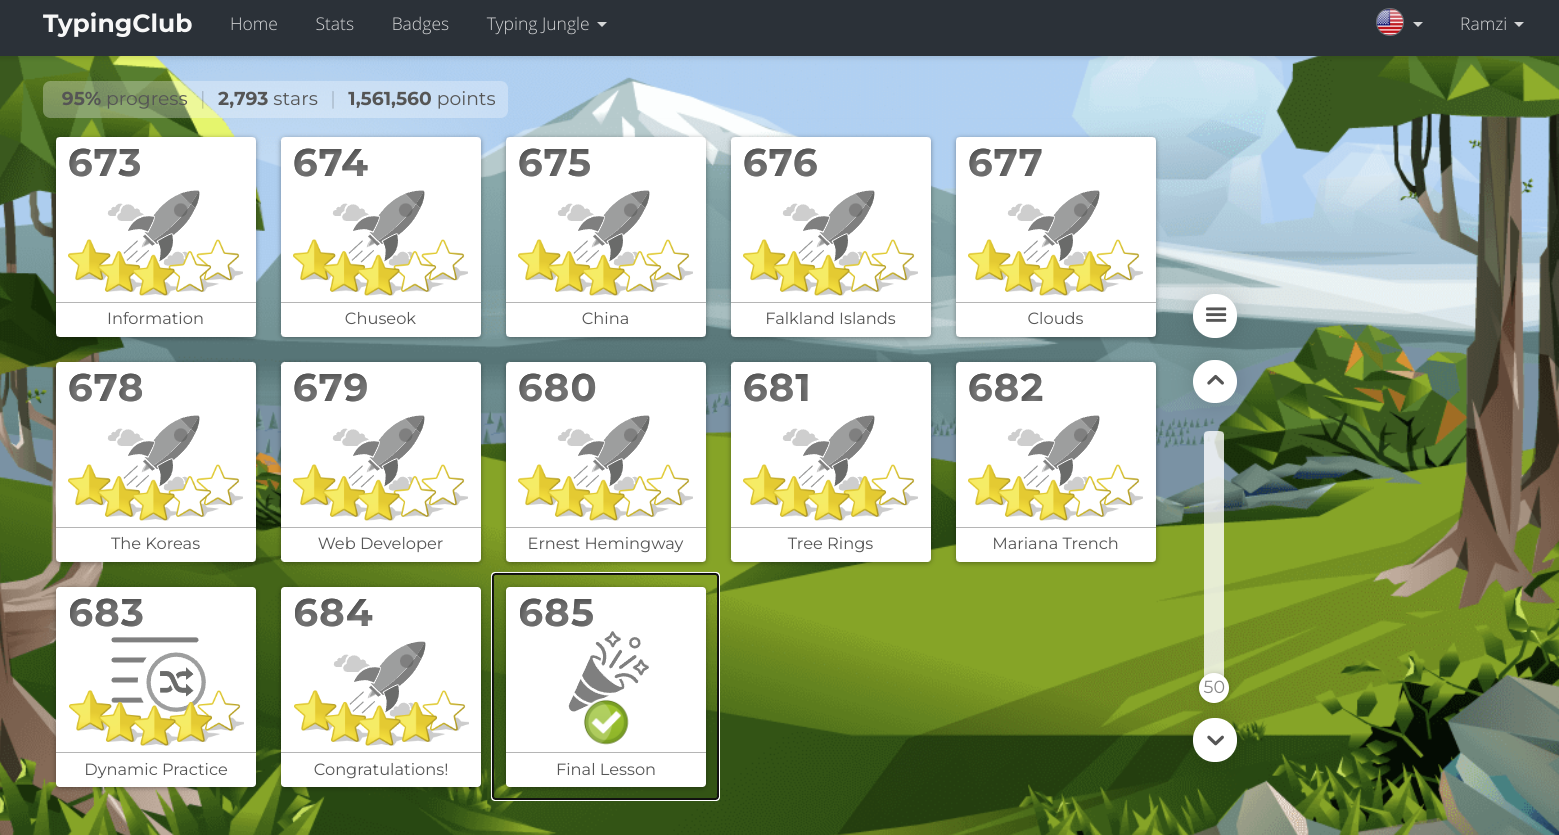 TypingClub Home Stats Badges Typing Jungle Ramzi
95% progress | 2,793 stars | 1,561,560 points
673 674 675 676 677
Information Chuseok China Falkland Islands Clouds
678 679 680 681 682
The Koreas Web Developer Ernest Hemingway Tree Rings Mariana Trench
683 684 685
50
Dynamic Practice Congratulations! Final Lesson